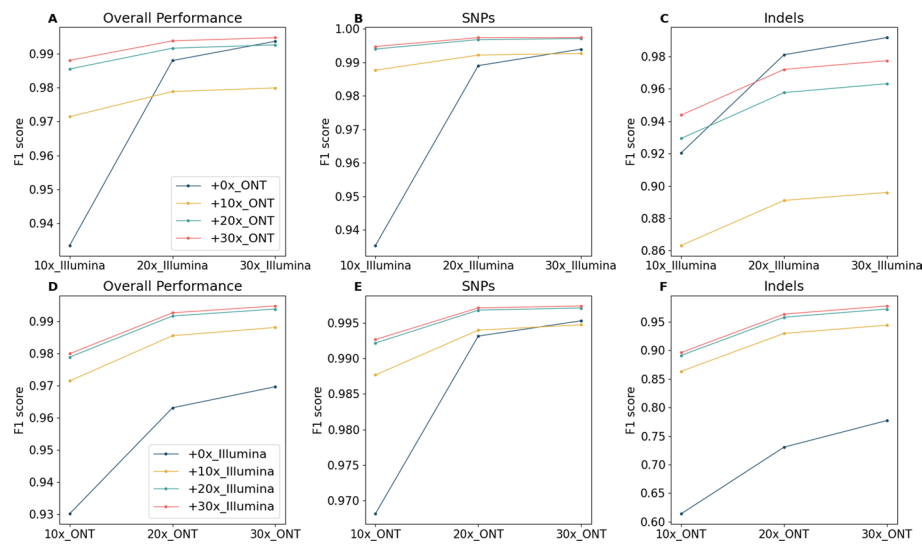 A Overall Performance
F1 score
0.99
0.98
0.97
0.96
0.95
0.94
10x_Illumina 20x_Illumina 30x_Illumina
+0x_ONT
+10x_ONT
+20x_ONT
+30x_ONT
B SNPs
F1 score
1.00
0.99
0.98
0.97
0.96
0.95
0.94
10x_Illumina 20x_Illumina 30x_Illumina
C Indels
F1 score
0.98
0.96
0.94
0.92
0.90
0.88
0.86
10x_Illumina 20x_Illumina 30x_Illumina
D Overall Performance
F1 score
0.99
0.98
0.97
0.96
0.95
0.94
0.93
10x_ONT 20x_ONT 30x_ONT
+0x_Illumina
+10x_Illumina
+20x_Illumina
+30x_Illumina
E SNPs
F1 score
0.995
0.990
0.985
0.980
0.975
0.970
10x_ONT 20x_ONT 30x_ONT
F Indels
F1 score
0.95
0.90
0.85
0.80
0.75
0.70
0.65
0.60
10x_ONT 20x_ONT 30x_ONT